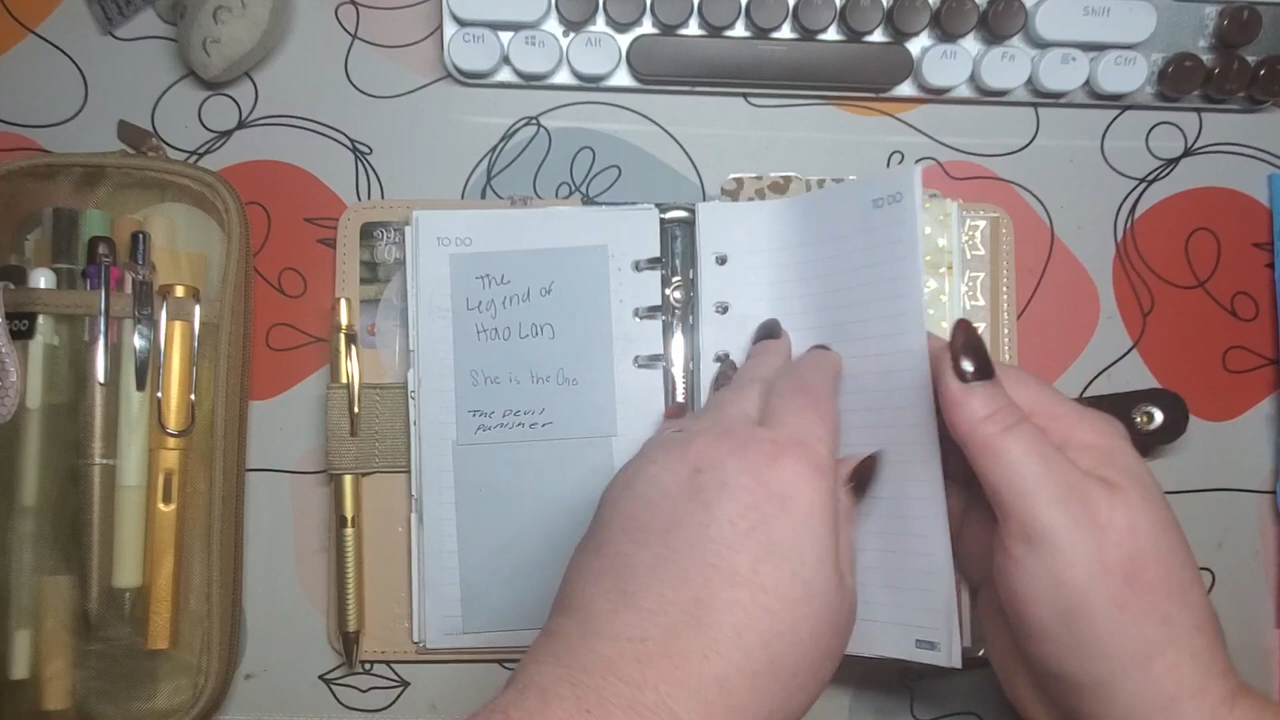 Shift
Ctrl
Alt
Alt
Fn
Ctrl
TO DO
TO DO
The
Legend of
Hao Lan
She is the One
The Devil
Punisher